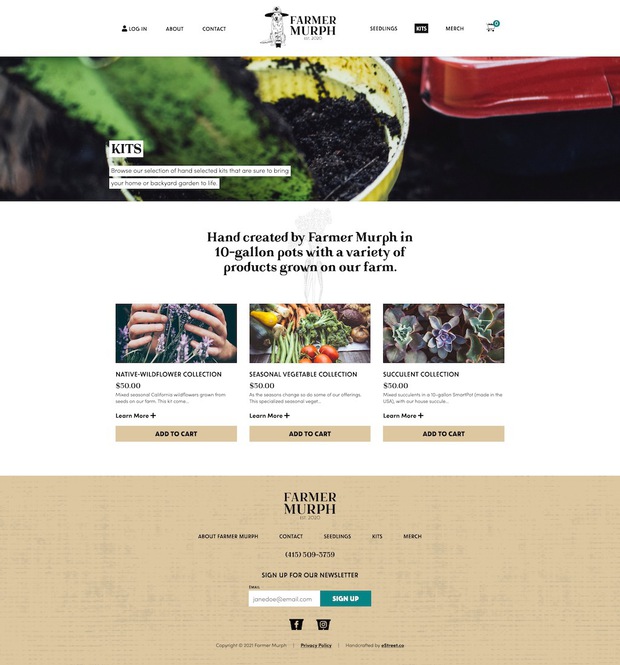 LOG IN
ABOUT
CONTACT
FARMER
MURPH
est. 2020
SEEDLINGS
KITS
MERCH
0
KITS
Browse our selection of hand selected kits that are sure to bring
your home or backyard garden to life.
Hand created by Farmer Murph in
10-gallon pots with a variety of
products grown on our farm.
NATIVE-WILDFLOWER COLLECTION
$50.00
Mixed seasonal California wildflowers grown from
seeds on our farm. This kit come...
Learn More +
ADD TO CART
SEASONAL VEGETABLE COLLECTION
$50.00
As the seasons change so do some of our offerings.
This specialized seasonal veget...
Learn More +
ADD TO CART
SUCCULENT COLLECTION
$50.00
Mixed succulents in a 10-gallon SmartPot (made in the
USA), with our house succule...
Learn More +
ADD TO CART
FARMER
MURPH
EST. 2020
ABOUT FARMER MURPH
CONTACT
SEEDLINGS
KITS
MERCH
(415) 509-3759
SIGN UP FOR OUR NEWSLETTER
EMAIL
janedoe@email.com
SIGN UP
Copyright © 2021 Farmer Murph | Privacy Policy | Handcrafted by eStreet.co